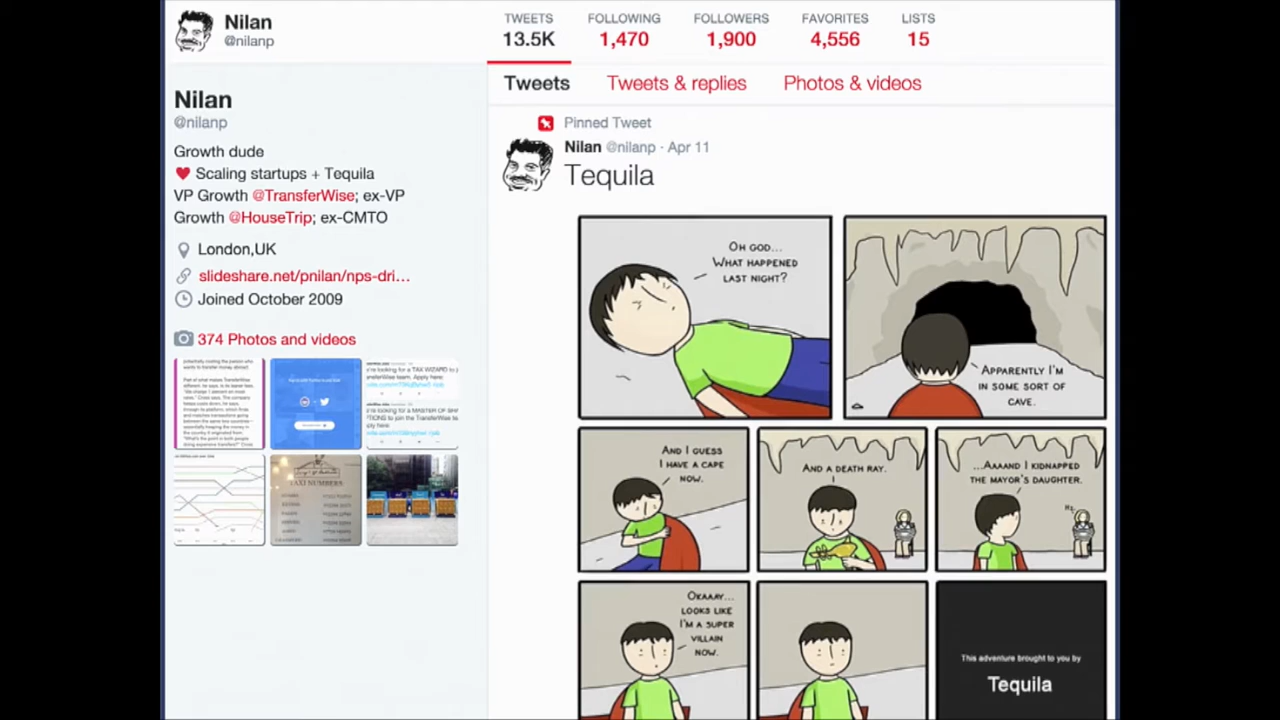 Nilan
@nilanp
TWEETS
13.5K
FOLLOWING
1,470
FOLLOWERS
1,900
FAVORITES
4,556
LISTS
15
Nilan
@nilanp
Growth dude
Scaling startups + Tequila
VP Growth @TransferWise; ex-VP
Growth @HouseTrip; ex-CMTO
London,UK
slideshare.net/pnilan/nps-dri…
Joined October 2009
374 Photos and videos
TAXI NUMBERS
Tweets
Tweets & replies
Photos & videos
Pinned Tweet
Nilan @nilanp · Apr 11
Tequila
OH GOD...
WHAT HAPPENED
LAST NIGHT?
APPARENTLY I'M
IN SOME SORT OF
CAVE.
AND I GUESS
I HAVE A CAPE
NOW.
AND A DEATH RAY.
...AAAAND I KIDNAPPED
THE MAYOR'S DAUGHTER.
OKAAAY...
LOOKS LIKE
I'M A SUPER
VILLAIN
NOW.
This adventure brought to you by
Tequila